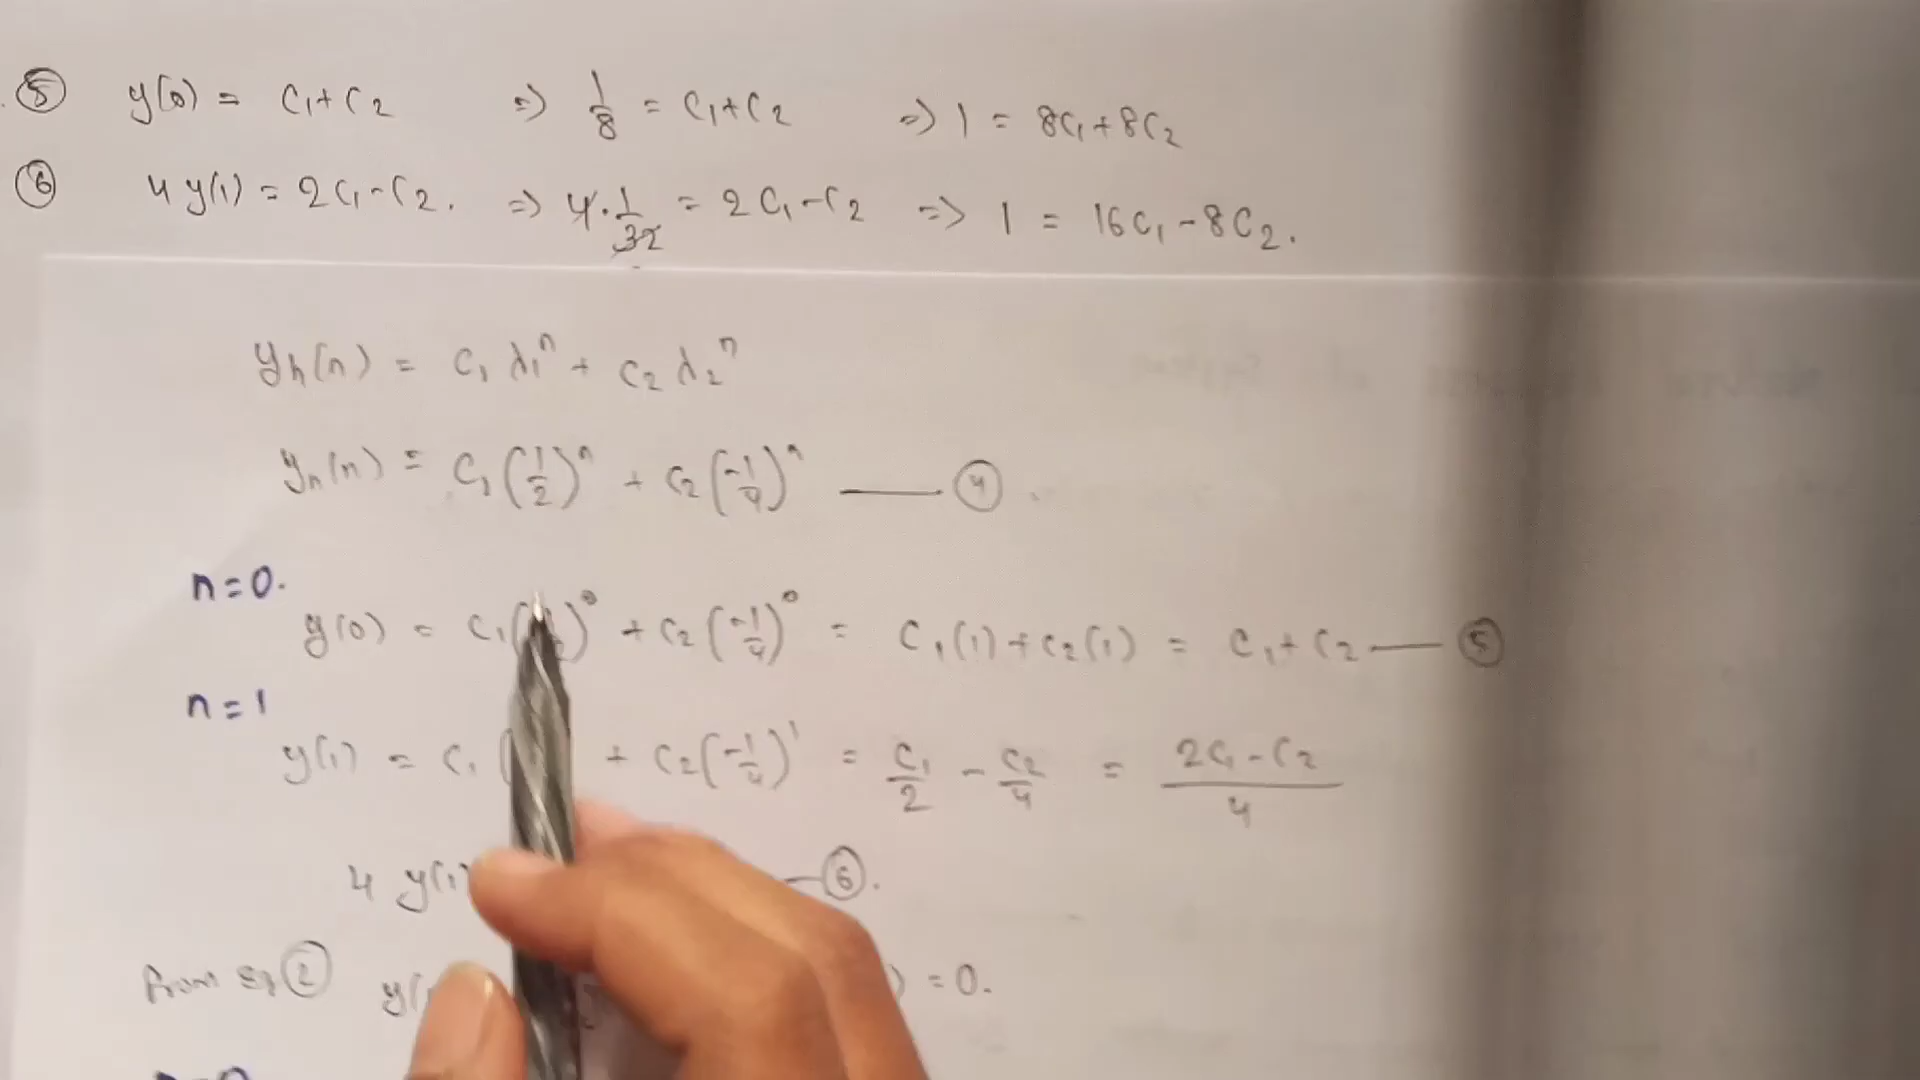 ⑤ y(0) = C₁+C₂ => 1/8 = C₁+C₂ => 1 = 8C₁+8C₂
⑥ 4 y(1) = 2C₁-C₂. => 4·1/32 = 2C₁-C₂ => 1 = 16C₁-8C₂.
yh(n) = C₁ λ₁ⁿ + C₂ λ₂ⁿ
yh(n) = C₁(1/2)ⁿ + C₂(-1/4)ⁿ —— ④
n=0.
y(0) = C₁( )⁰ + C₂(-1/4)⁰ = C₁(1)+C₂(1) = C₁+C₂ —— ⑤
n=1
y(1) = C₁( + C₂(-1/4)¹ = C₁/2 - C₂/4 = (2C₁-C₂)/4
4 y(1) —⑥.
From Eq ② y( ) =0.